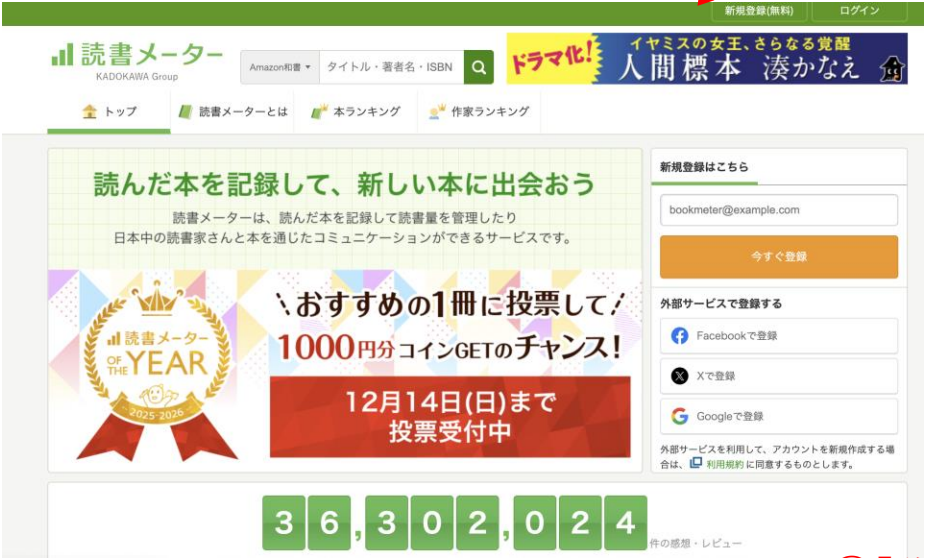 新規登録(無料)
ログイン
読書メーター
KADOKAWA Group
Amazon和書
タイトル・著者名・ISBN
ドラマ化!
イヤミスの女王、さらなる覚醒
人間標本 湊かなえ
トップ
読書メーターとは
本ランキング
作家ランキング
読んだ本を記録して、新しい本に出会おう
読書メーターは、読んだ本を記録して読書量を管理したり
日本中の読書家さんと本を通じたコミュニケーションができるサービスです。
読書メーター
OF THE YEAR
2025-2026
\おすすめの1冊に投票して/
1000円分コインGETのチャンス!
12月14日(日)まで
投票受付中
新規登録はこちら
bookmeter@example.com
今すぐ登録
外部サービスで登録する
Facebookで登録
Xで登録
Googleで登録
外部サービスを利用して、アカウントを新規作成する場
合は、利用規約に同意するものとします。
36,302,024
件の感想・レビュー